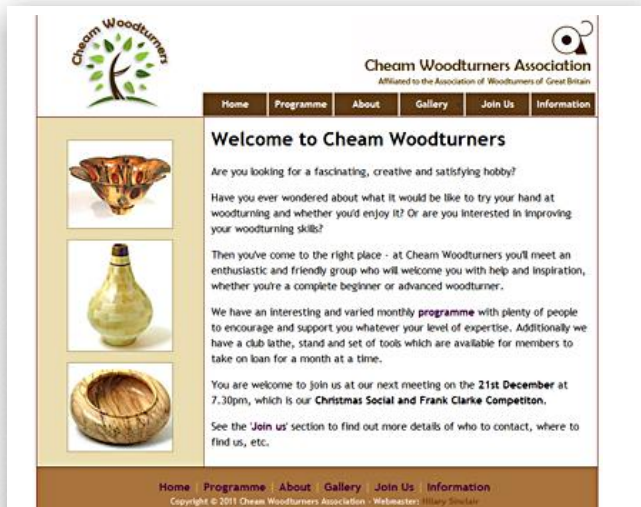 Cheam Woodturners
Cheam Woodturners Association
Affiliated to the Association of Woodturners of Great Britain
Home Programme About Gallery Join Us Information
Welcome to Cheam Woodturners
Are you looking for a fascinating, creative and satisfying hobby?
Have you ever wondered about what it would be like to try your hand at
woodturning and whether you'd enjoy it? Or are you interested in improving
your woodturning skills?
Then you've come to the right place - at Cheam Woodturners you'll meet an
enthusiastic and friendly group who will welcome you with help and inspiration,
whether you're a complete beginner or advanced woodturner.
We have an interesting and varied monthly programme with plenty of people
to encourage and support you whatever your level of expertise. Additionally we
have a club lathe, stand and set of tools which are available for members to
take on loan for a month at a time.
You are welcome to join us at our next meeting on the 21st December at
7.30pm, which is our Christmas Social and Frank Clarke Competiton.
See the 'Join us' section to find out more details of who to contact, where to
find us, etc.
Home | Programme | About | Gallery | Join Us | Information
Copyright © 2011 Cheam Woodturners Association - Webmaster: Hilary Sinclair